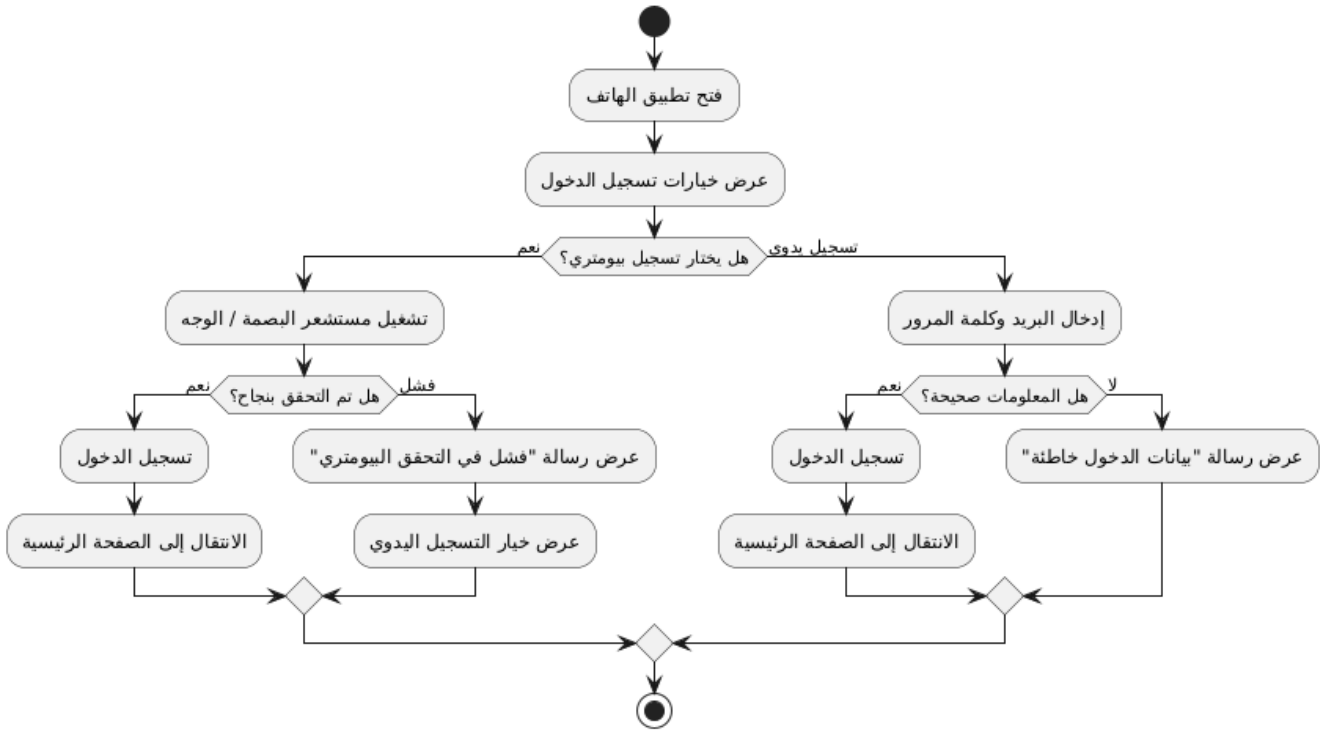 فتح تطبيق الهاتف
عرض خيارات تسجيل الدخول
هل يختار تسجيل بيومتري؟
نعم
تسجيل يدوي
تشغيل مستشعر البصمة / الوجه
إدخال البريد وكلمة المرور
هل تم التحقق بنجاح؟
نعم
فشل
هل المعلومات صحيحة؟
نعم
لا
تسجيل الدخول
عرض رسالة "فشل في التحقق البيومتري"
تسجيل الدخول
عرض رسالة "بيانات الدخول خاطئة"
الانتقال إلى الصفحة الرئيسية
عرض خيار التسجيل اليدوي
الانتقال إلى الصفحة الرئيسية